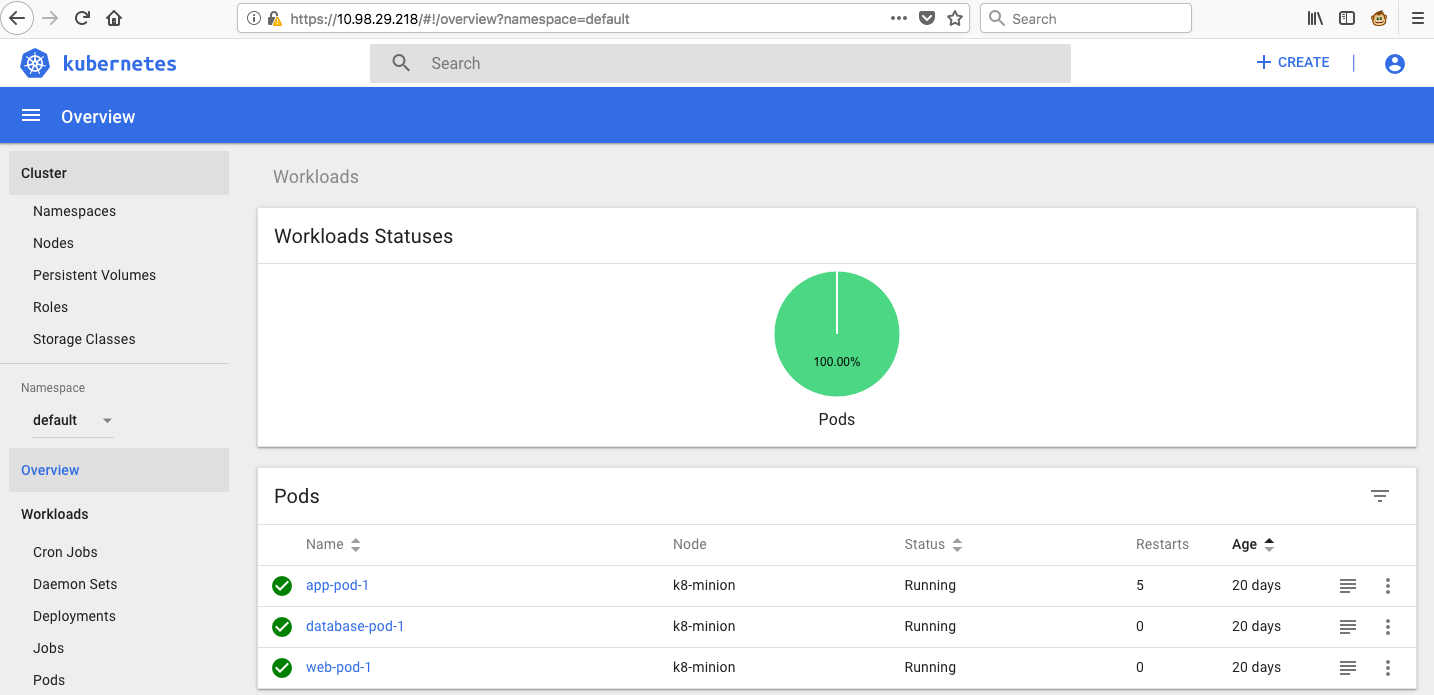 https://10.98.29.218/#!/overview?namespace=default
Search
kubernetes
Search
CREATE
Overview
Cluster
Namespaces
Nodes
Persistent Volumes
Roles
Storage Classes
Namespace
default
Overview
Workloads
Cron Jobs
Daemon Sets
Deployments
Jobs
Pods
Workloads
Workloads Statuses
100.00%
Pods
Pods
Name Node Status Restarts Age
app-pod-1 k8-minion Running 5 20 days
database-pod-1 k8-minion Running 0 20 days
web-pod-1 k8-minion Running 0 20 days